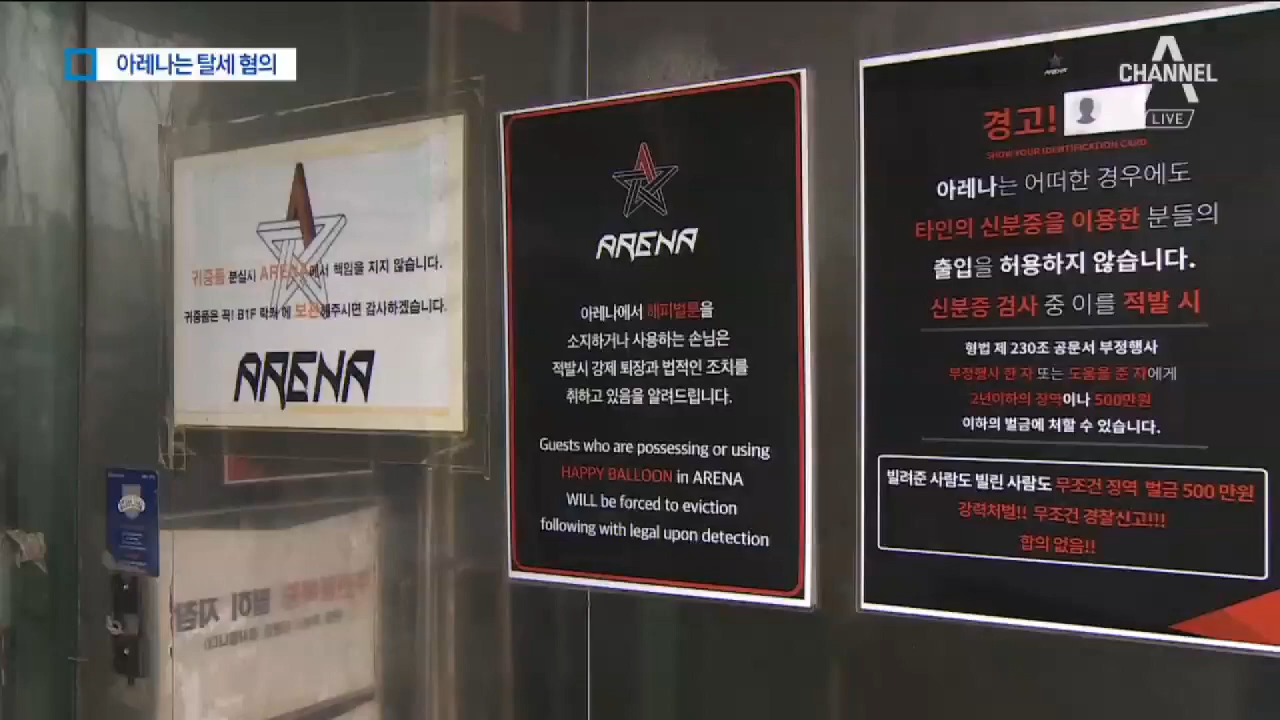 아레나는 탈세 혐의
CHANNEL
LIVE
귀중품 분실시 ARENA에서 책임을 지지 않습니다.
귀중품은 꼭! B1F 락카에 보관해주시면 감사하겠습니다.
ARENA
ARENA
아레나에서 해피벌룬을
소지하거나 사용하는 손님은
적발시 강제 퇴장과 법적인 조치를
취하고 있음을 알려드립니다.
Guests who are possessing or using
HAPPY BALLOON in ARENA
WILL be forced to eviction
following with legal upon detection
ARENA
경고!
SHOW YOUR IDENTIFICATION CARD
아레나는 어떠한 경우에도
타인의 신분증을 이용한 분들의
출입을 허용하지 않습니다.
신분증 검사 중 이를 적발 시
형법 제 230조 공문서 부정행사
부정행사 한 자 또는 도움을 준 자에게
2년이하의 징역이나 500만원
이하의 벌금에 처할 수 있습니다.
빌려준 사람도 빌린 사람도 무조건 징역 벌금 500 만원
강력처벌!! 무조건 경찰신고!!!
합의 없음!!